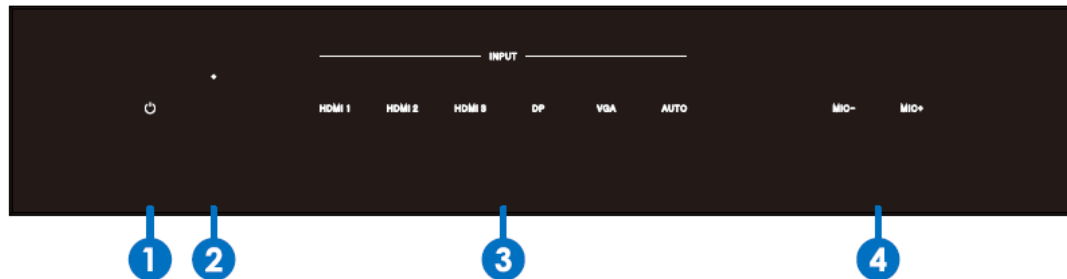 INPUT
HDMI 1 HDMI 2 HDMI 3 DP VGA AUTO MIC- MIC+
1 2 3 4